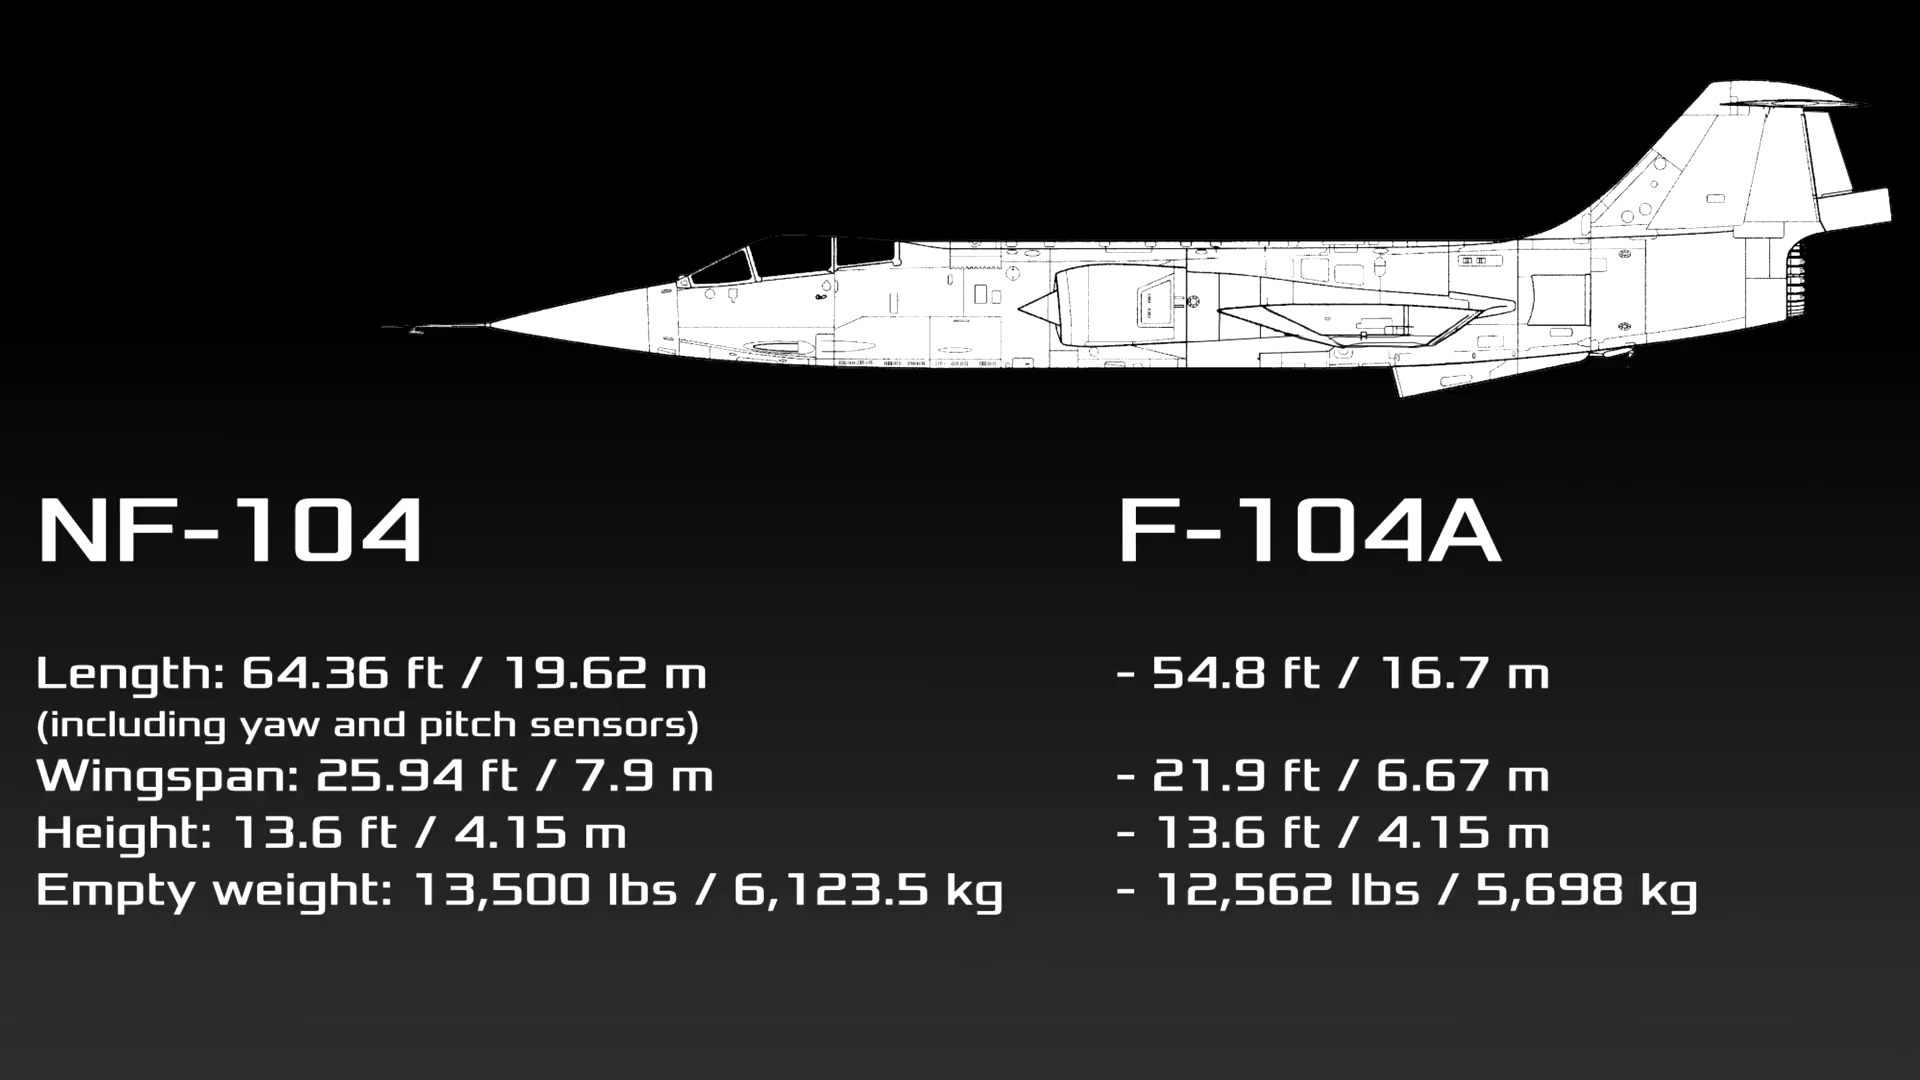 NF-104
F-104A
Length: 64.36 ft / 19.62 m
- 54.8 ft / 16.7 m
(including yaw and pitch sensors)
Wingspan: 25.94 ft / 7.9 m
- 21.9 ft / 6.67 m
Height: 13.6 ft / 4.15 m
- 13.6 ft / 4.15 m
Empty weight: 13,500 lbs / 6,123.5 kg
- 12,562 lbs / 5,698 kg